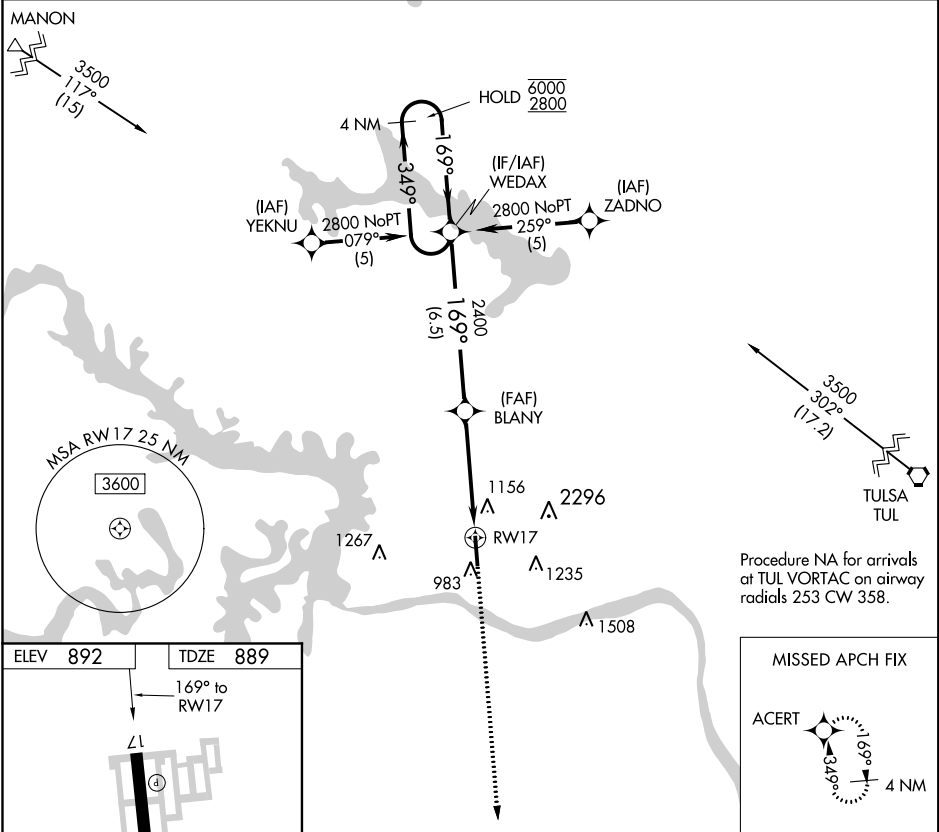 MANON
3500
117°
(15)
HOLD 6000
2800
4 NM
169°
349°
(IF/IAF)
WEDAX
(IAF)
YEKNU
2800 NoPT
079°
(5)
(IAF)
ZADNO
2800 NoPT
259°
(5)
2400
169°
(6.5)
(FAF)
BLANY
3500
302°
(17.2)
TULSA
TUL
MSA RW17 25 NM
3600
1156
2296
1267
RW17
983
1235
1508
Procedure NA for arrivals
at TUL VORTAC on airway
radials 253 CW 358.
ELEV 892
TDZE 889
169° to
RW17
17
P
MISSED APCH FIX
ACERT
169°
349°
4 NM